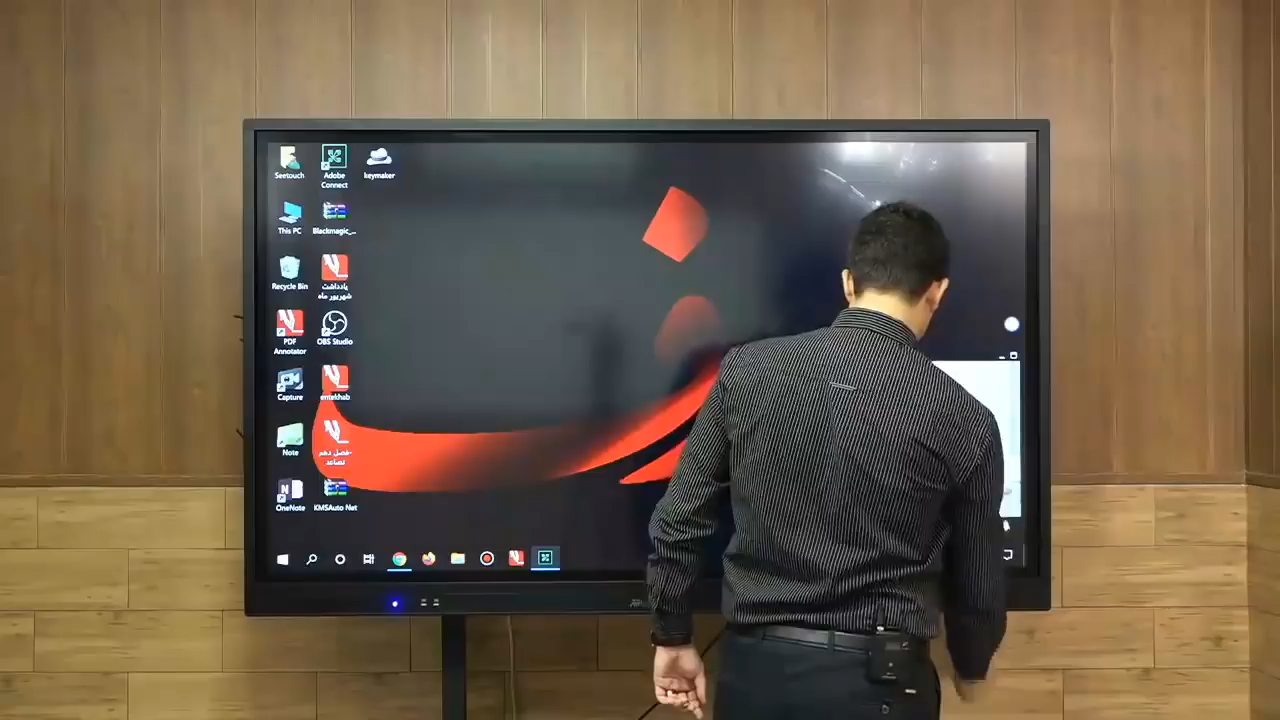 Seetouch
Adobe
Connect
keymaker
This PC
Blackmagic_...
Recycle Bin
یادداشت
شهریور ماه
PDF
Annotator
OBS Studio
Capture
entekhab
Note
فصل دهم-
تصاعد
OneNote
KMSAuto Net